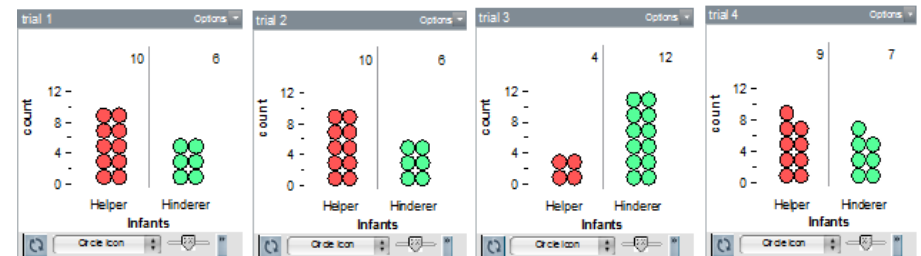 trial 1 Options
10 6
count
12
8
4
0
Helper Hinderer
Infants
Circle Icon
trial 2 Options
10 6
count
12
8
4
0
Helper Hinderer
Infants
Circle Icon
trial 3 Options
4 12
count
12
8
4
0
Helper Hinderer
Infants
Circle Icon
trial 4 Options
9 7
count
12
8
4
0
Helper Hinderer
Infants
Circle Icon